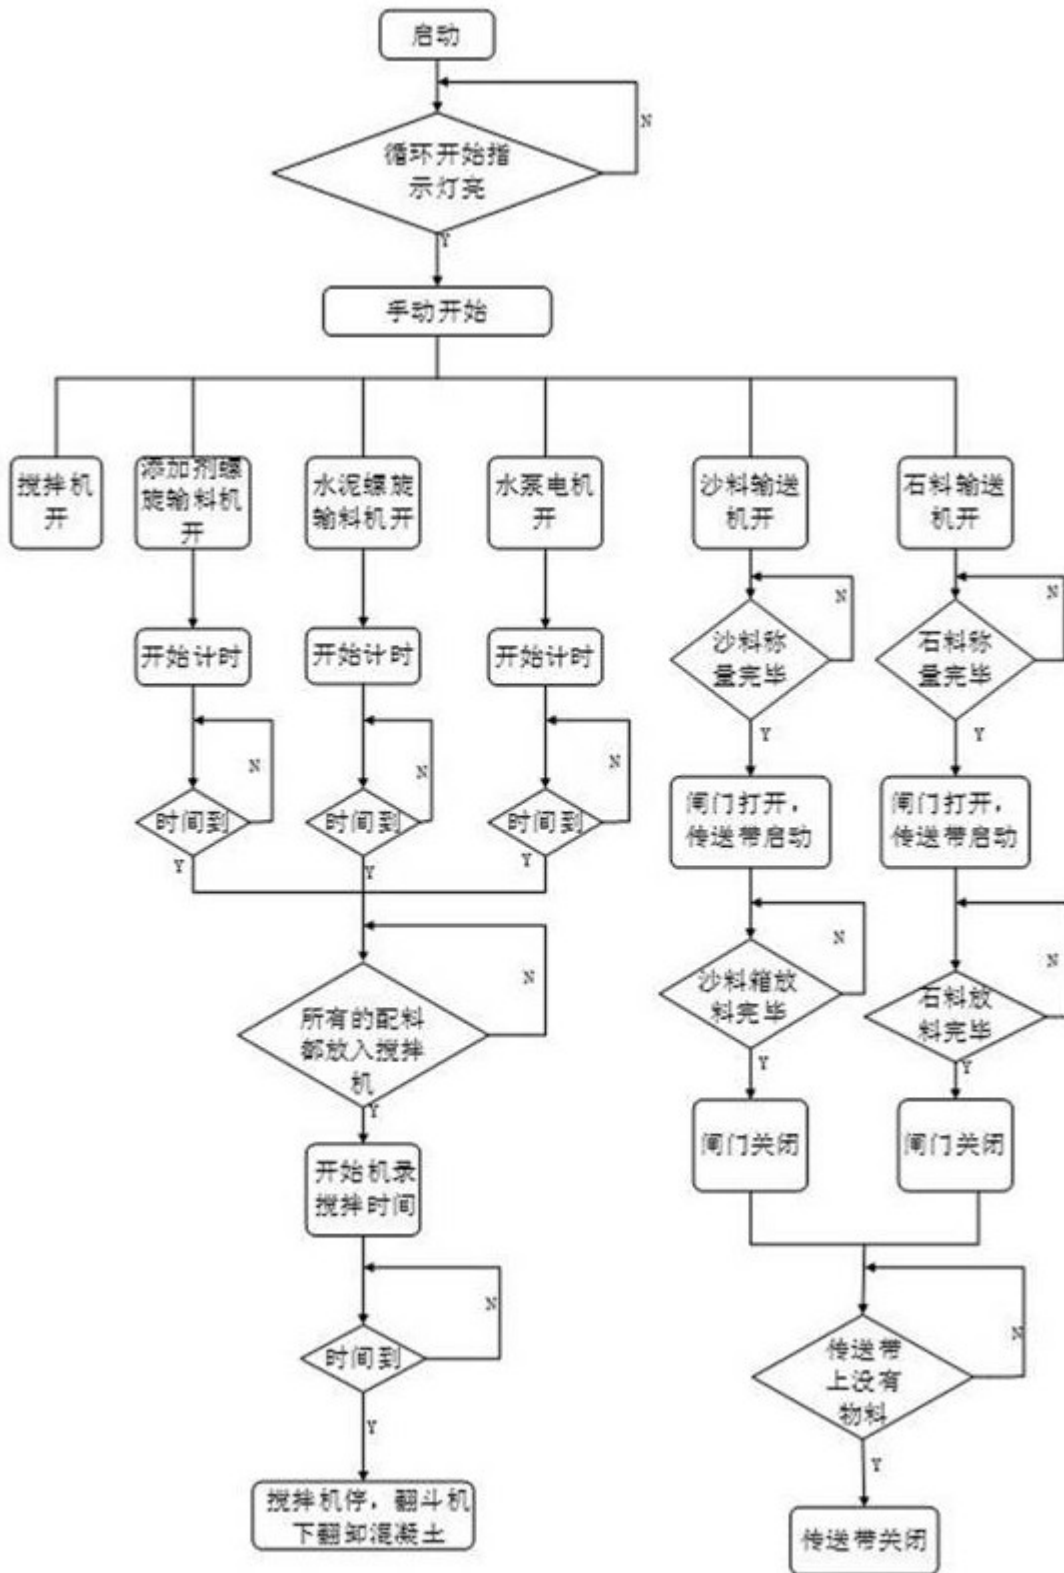 启动
N
循环开始指
示灯亮
Y
手动开始
搅拌机
开
添加剂螺
旋输料机
开
水泥螺旋
输料机开
水泵电机
开
沙料输送
机开
石料输送
机开
开始计时
开始计时
开始计时
N
沙料称
量完毕
Y
N
石料称
量完毕
Y
N
时间到
Y
N
时间到
Y
N
时间到
Y
闸门打开，
传送带启动
闸门打开，
传送带启动
N
所有的配料
都放入搅拌
机
Y
N
沙料箱放
料完毕
Y
N
石料放
料完毕
Y
开始机录
搅拌时间
闸门关闭
闸门关闭
N
时间到
Y
N
传送带
上没有
物料
Y
搅拌机停，翻斗机
下翻卸混凝土
传送带关闭